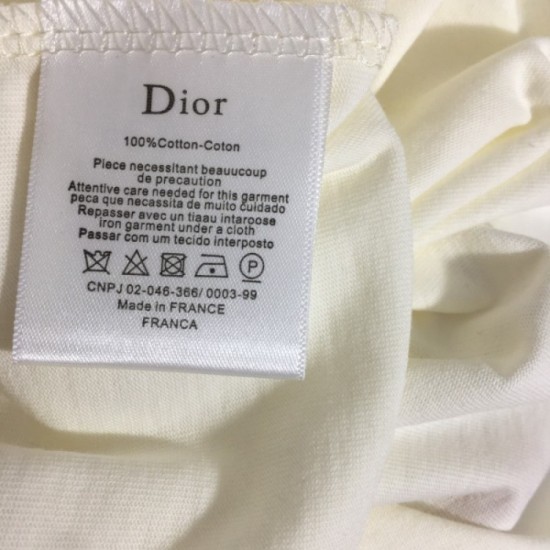 Dior
100%Cotton-Coton
Piece necessitant beauucoup
de precaution
Attentive care needed for this garment
peca que necassita de muito cuidado
Repasser avec un tiaau intaroose
iron garment under a cloth
Passar com um tecido interposto
CNPJ 02-046-366/ 0003-99
Made in FRANCE
FRANCA